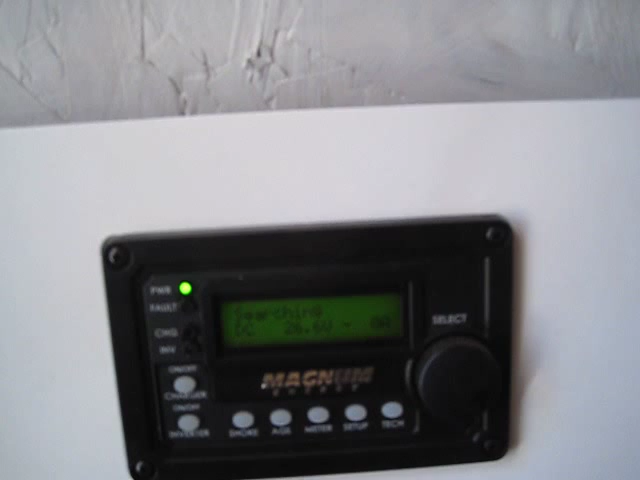 PWR
FAULT
CHG
INV
ON/OFF
CHARGER
ON/OFF
INVERTER
Searching
DC 26.6V - 0A
SELECT
MAGNUM
ENERGY
SHORE
AGS
METER
SETUP
TECH